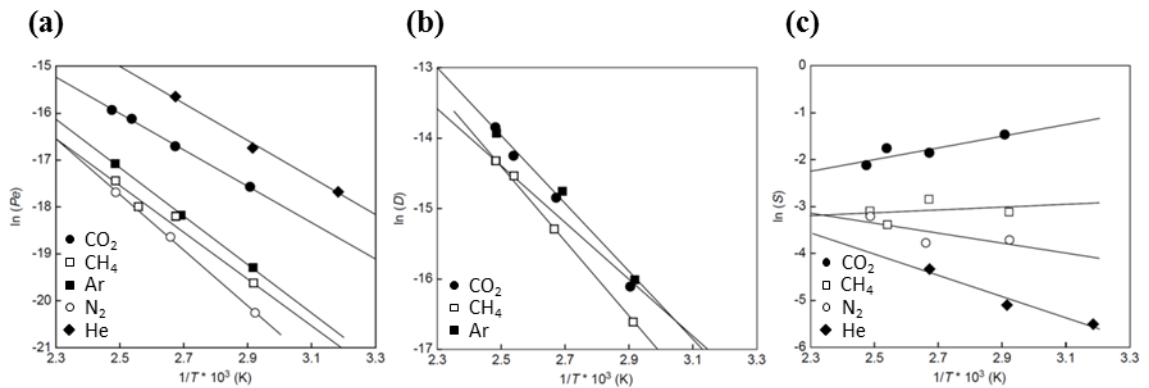 (a)
-15
-16
-17
-18
-19
-20
-21
ln (Pe)
CO2
CH4
Ar
N2
He
2.3 2.5 2.7 2.9 3.1 3.3
1/T * 10³ (K)
(b)
-13
-14
-15
-16
-17
ln (D)
CO2
CH4
Ar
2.3 2.5 2.7 2.9 3.1 3.3
1/T * 10³ (K)
(c)
0
-1
-2
-3
-4
-5
-6
ln (S)
CO2
CH4
N2
He
2.3 2.5 2.7 2.9 3.1 3.3
1/T * 10³ (K)